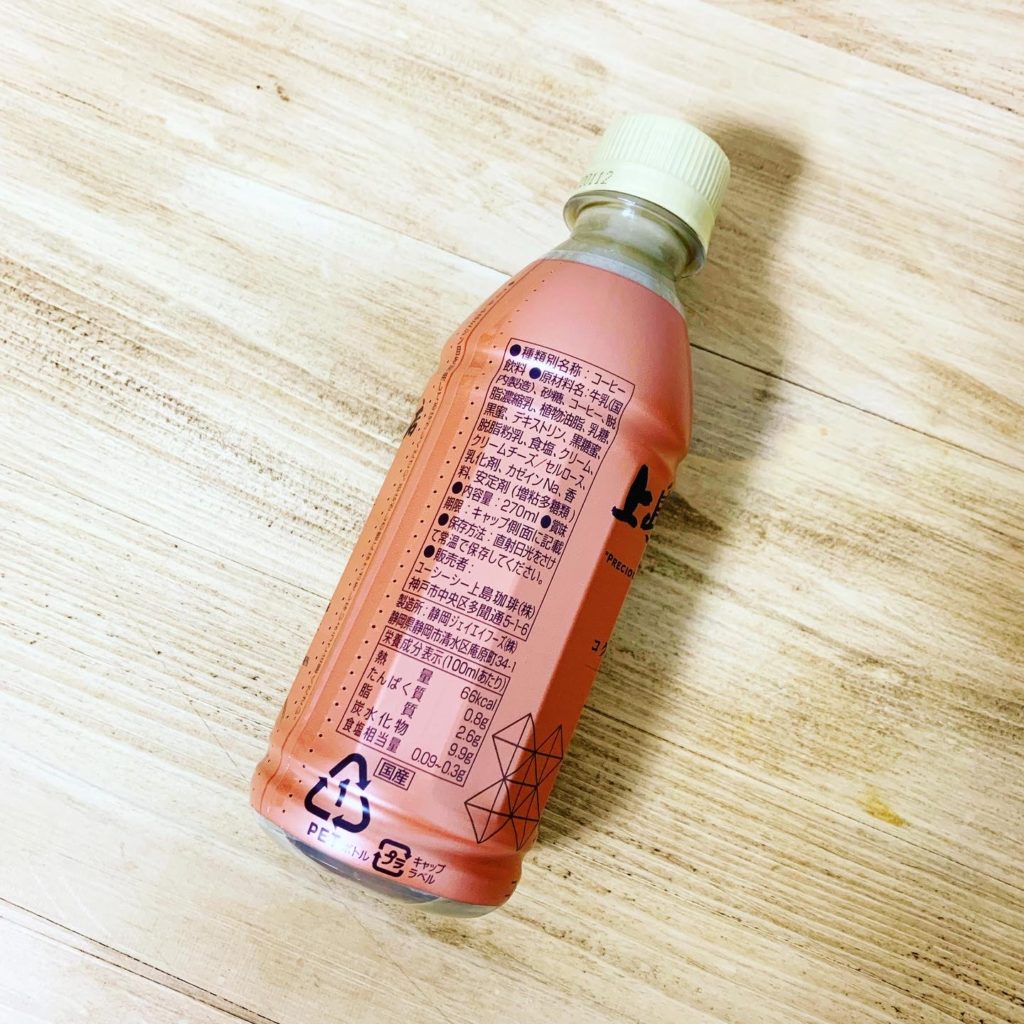 ●種類別名称：コーヒー
飲料 ●原材料名：牛乳(国
内製造)、砂糖、コーヒー、脱
脂濃縮乳、植物油脂、乳糖、
黒蜜、デキストリン、黒糖蜜、
脱脂粉乳、食塩、クリーム、
クリームチーズ／セルロース、
乳化剤、カゼインNa、香
料、安定剤(増粘多糖類)
●内容量：270ml ●賞味
期限：キャップ側面に記載
●保存方法：直射日光をさけ
て常温で保存してください。
●販売者：
ユーシーシー上島珈琲(株)
神戸市中央区多聞通5-1-6
製造所：静岡ジェイエイフーズ(株)
静岡県静岡市清水区庵原町34-1
栄養成分表示(100mlあたり)
熱量 66kcal
たんぱく質 0.8g
脂質 2.6g
炭水化物 9.9g
食塩相当量 0.09~0.3g
国産
1
PETボトル
プラ
キャップ
ラベル
上島
"PRECIOU
コク